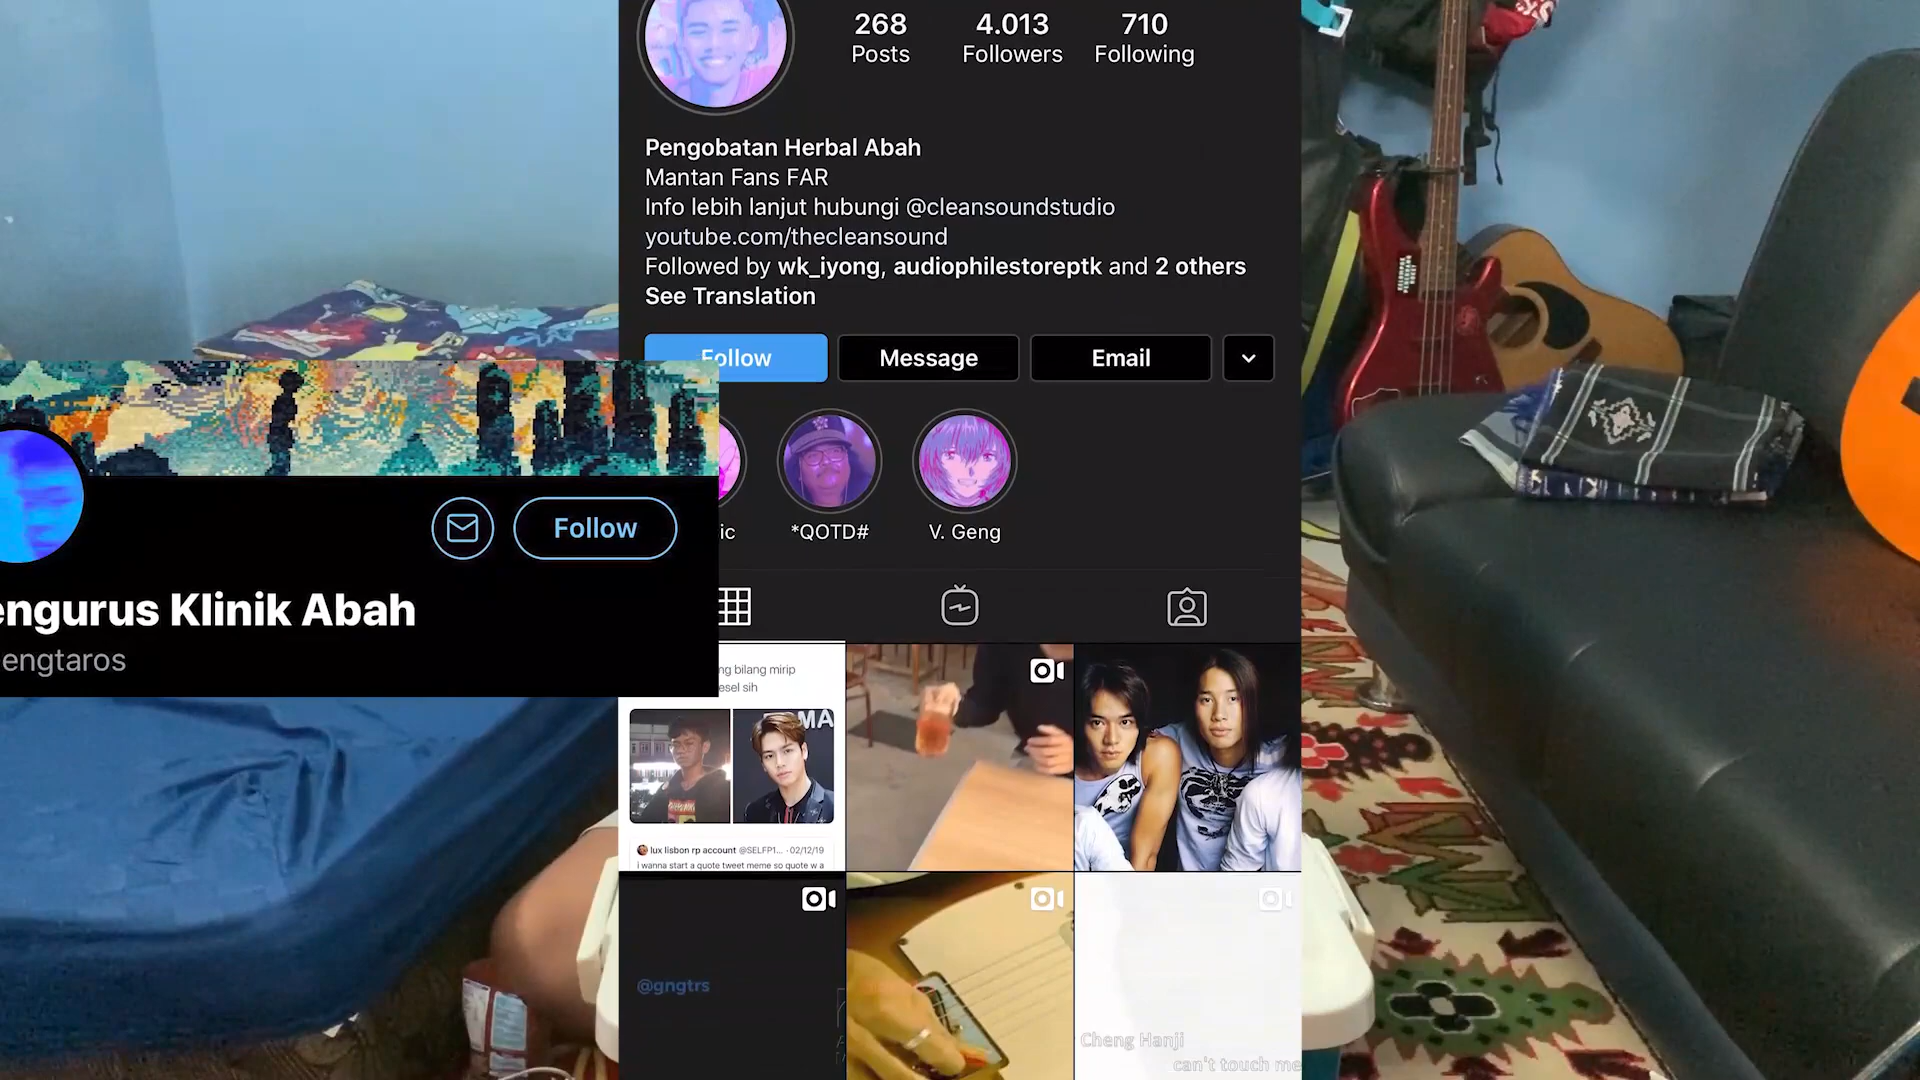 268
Posts
4.013
Followers
710
Following
Pengobatan Herbal Abah
Mantan Fans FAR
Info lebih lanjut hubungi @cleansoundstudio
youtube.com/thecleansound
Followed by wk_iyong, audiophilestoreptk and 2 others
See Translation
Follow
Message
Email
ic
*QOTD#
V. Geng
Follow
engurus Klinik Abah
engtaros
ng bilang mirip
esel sih
MA
lux lisbon rp account @SELFP1... · 02/12/19
i wanna start a quote tweet meme so quote w a
@gngtrs
Cheng Hanji
can't touch me